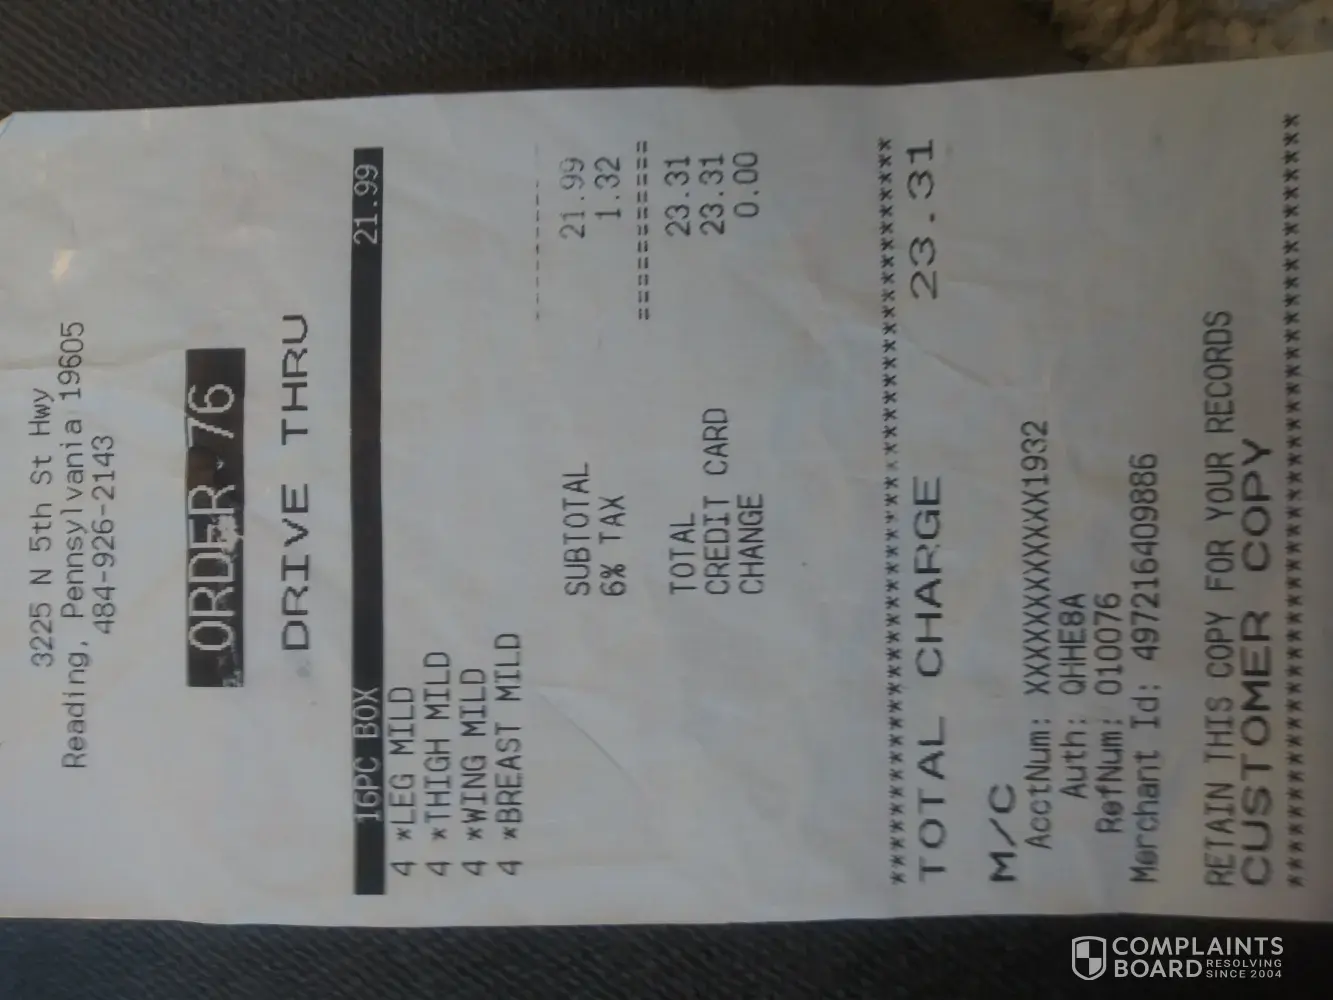 3225 N 5th St Hwy
Reading, Pennsylvania 19605
484-926-2143
ORDER 76
DRIVE THRU
16PC BOX 21.99
4 *LEG MILD
4 *THIGH MILD
4 *WING MILD
4 *BREAST MILD
----------
SUBTOTAL 21.99
6% TAX 1.32
==========
TOTAL 23.31
CREDIT CARD 23.31
CHANGE 0.00
******************************************
TOTAL CHARGE 23.31
M/C
AcctNum: XXXXXXXXXXXX1932
Auth: QHHE8A
RefNum: 010076
Merchant Id: 497216409886
RETAIN THIS COPY FOR YOUR RECORDS
CUSTOMER COPY
******************************************
COMPLAINTS
BOARD RESOLVING
SINCE 2004